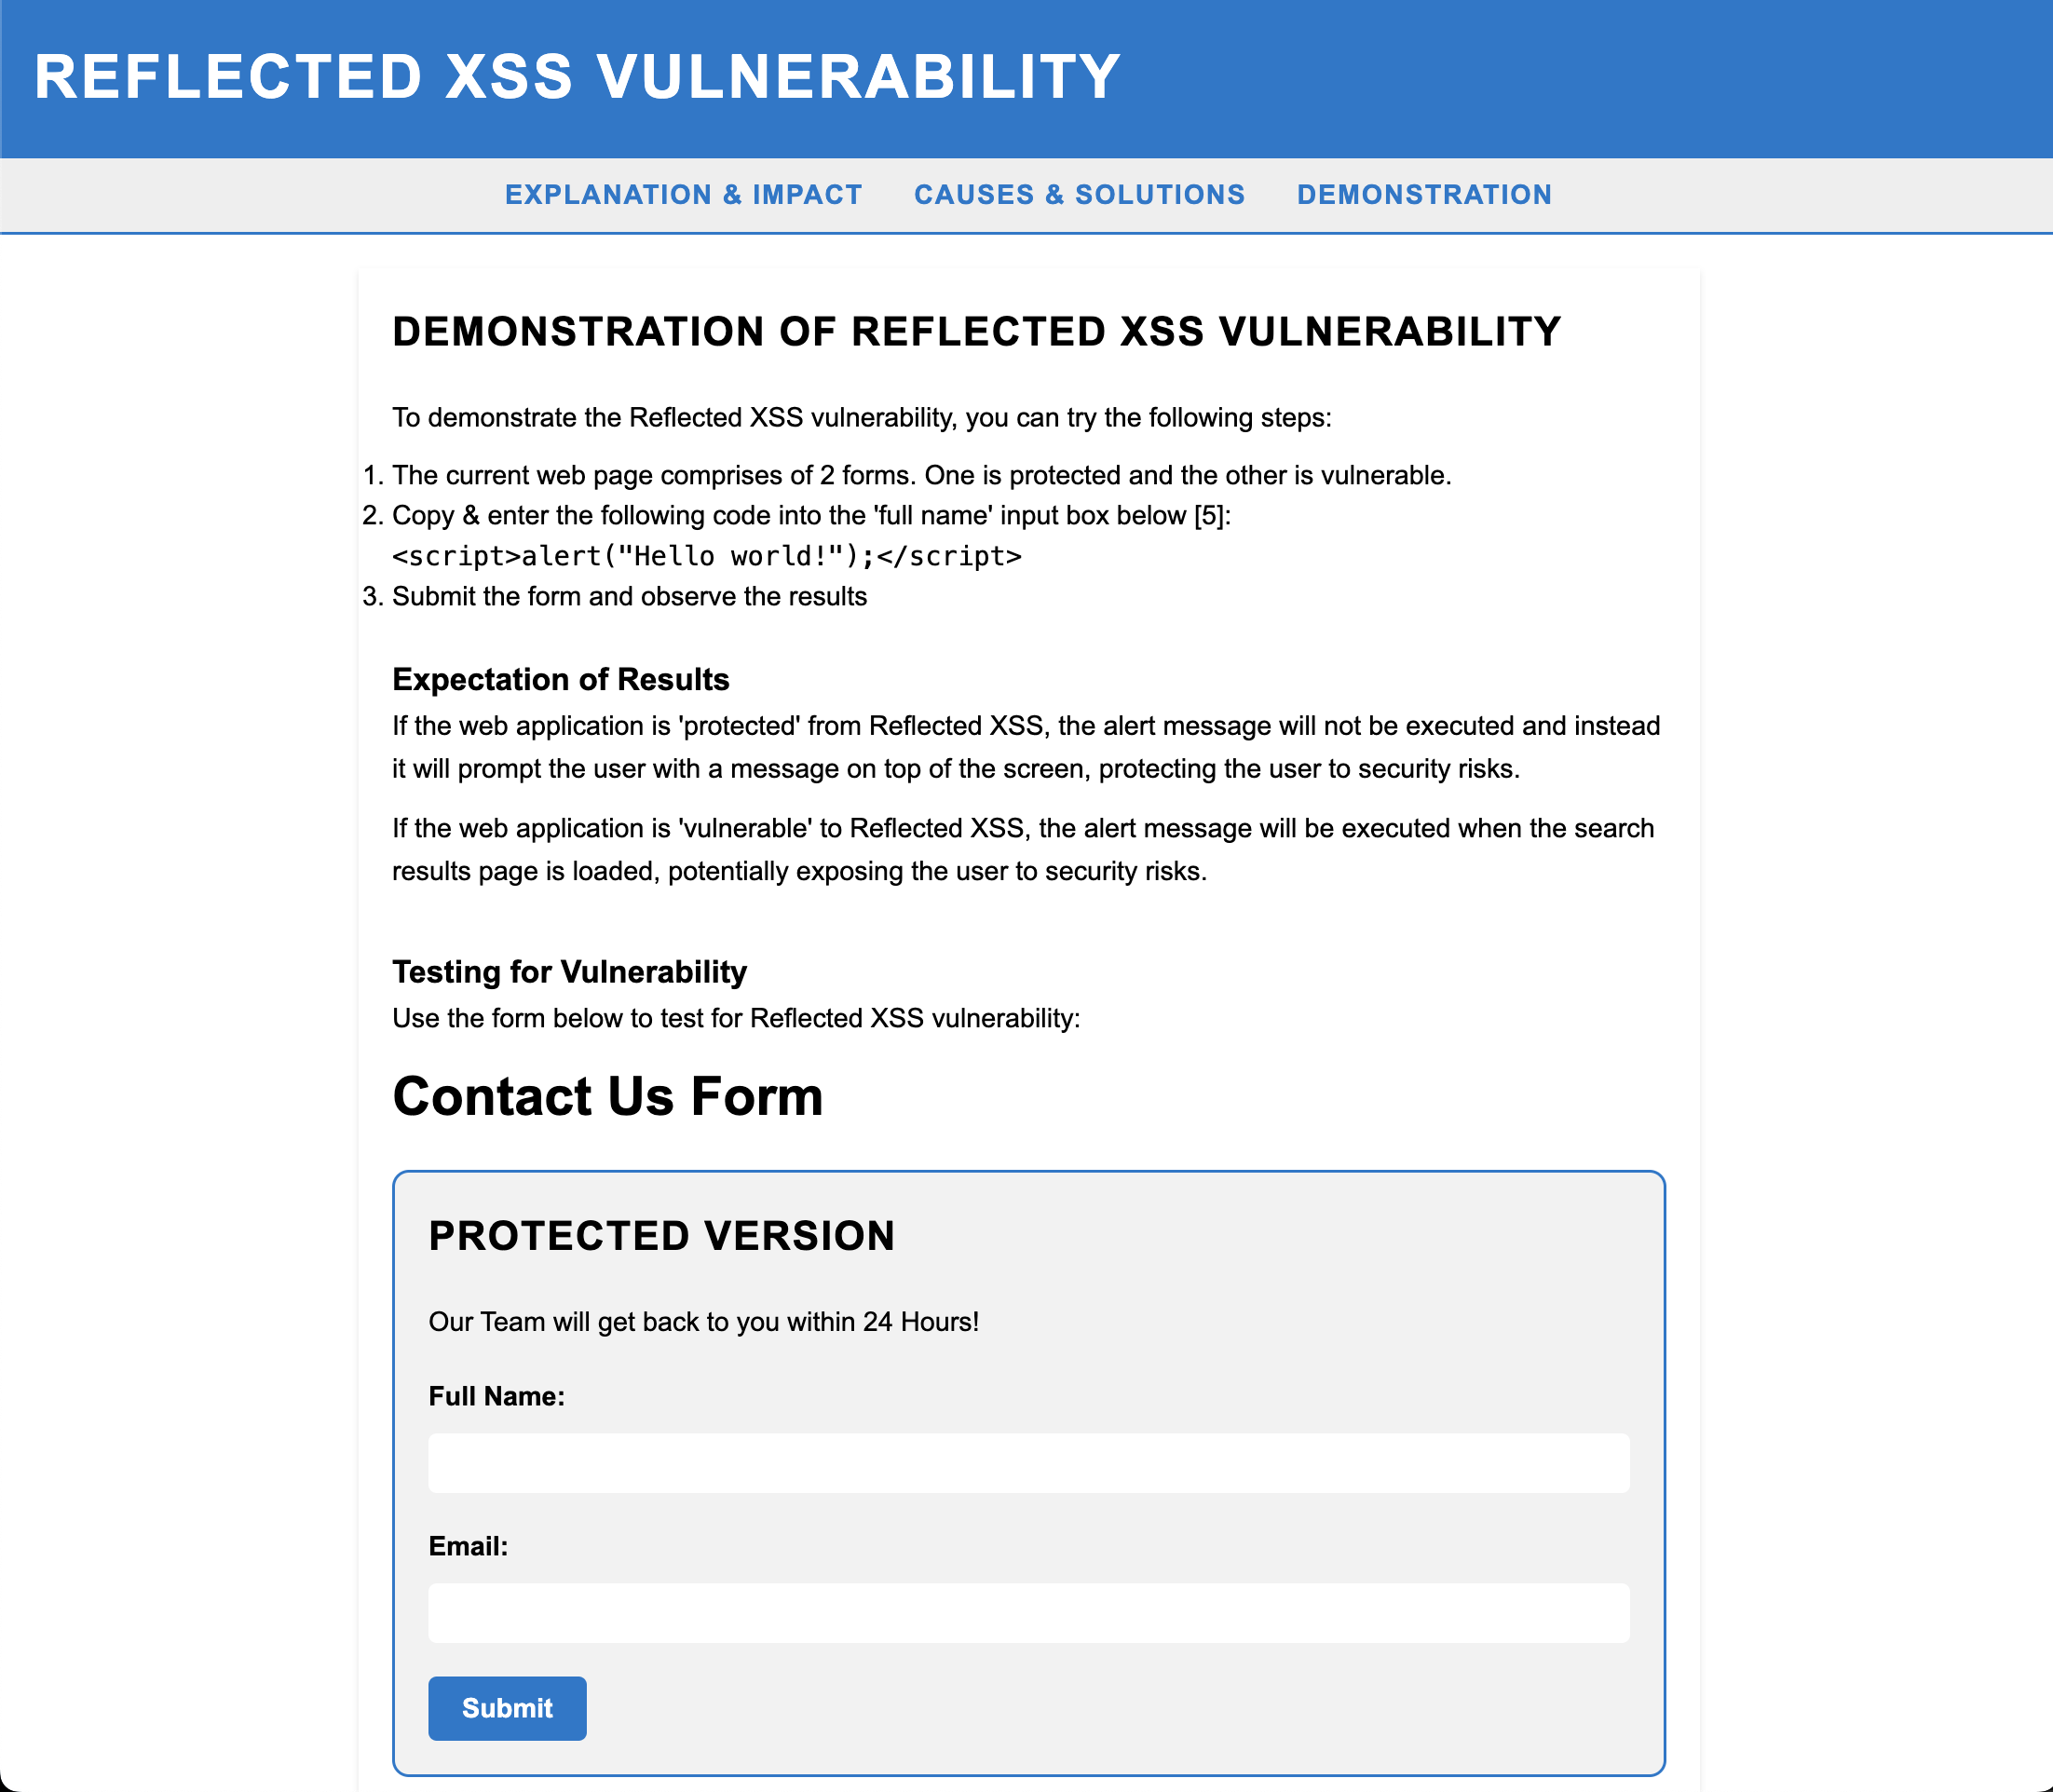 REFLECTED XSS VULNERABILITY
EXPLANATION & IMPACT CAUSES & SOLUTIONS DEMONSTRATION
DEMONSTRATION OF REFLECTED XSS VULNERABILITY
To demonstrate the Reflected XSS vulnerability, you can try the following steps:
1. The current web page comprises of 2 forms. One is protected and the other is vulnerable.
2. Copy & enter the following code into the 'full name' input box below [5]:
<script>alert("Hello world!");</script>
3. Submit the form and observe the results
Expectation of Results
If the web application is 'protected' from Reflected XSS, the alert message will not be executed and instead
it will prompt the user with a message on top of the screen, protecting the user to security risks.
If the web application is 'vulnerable' to Reflected XSS, the alert message will be executed when the search
results page is loaded, potentially exposing the user to security risks.
Testing for Vulnerability
Use the form below to test for Reflected XSS vulnerability:
Contact Us Form
PROTECTED VERSION
Our Team will get back to you within 24 Hours!
Full Name:
Email:
Submit